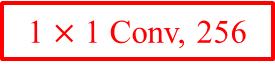 1 × 1 Conv, 256